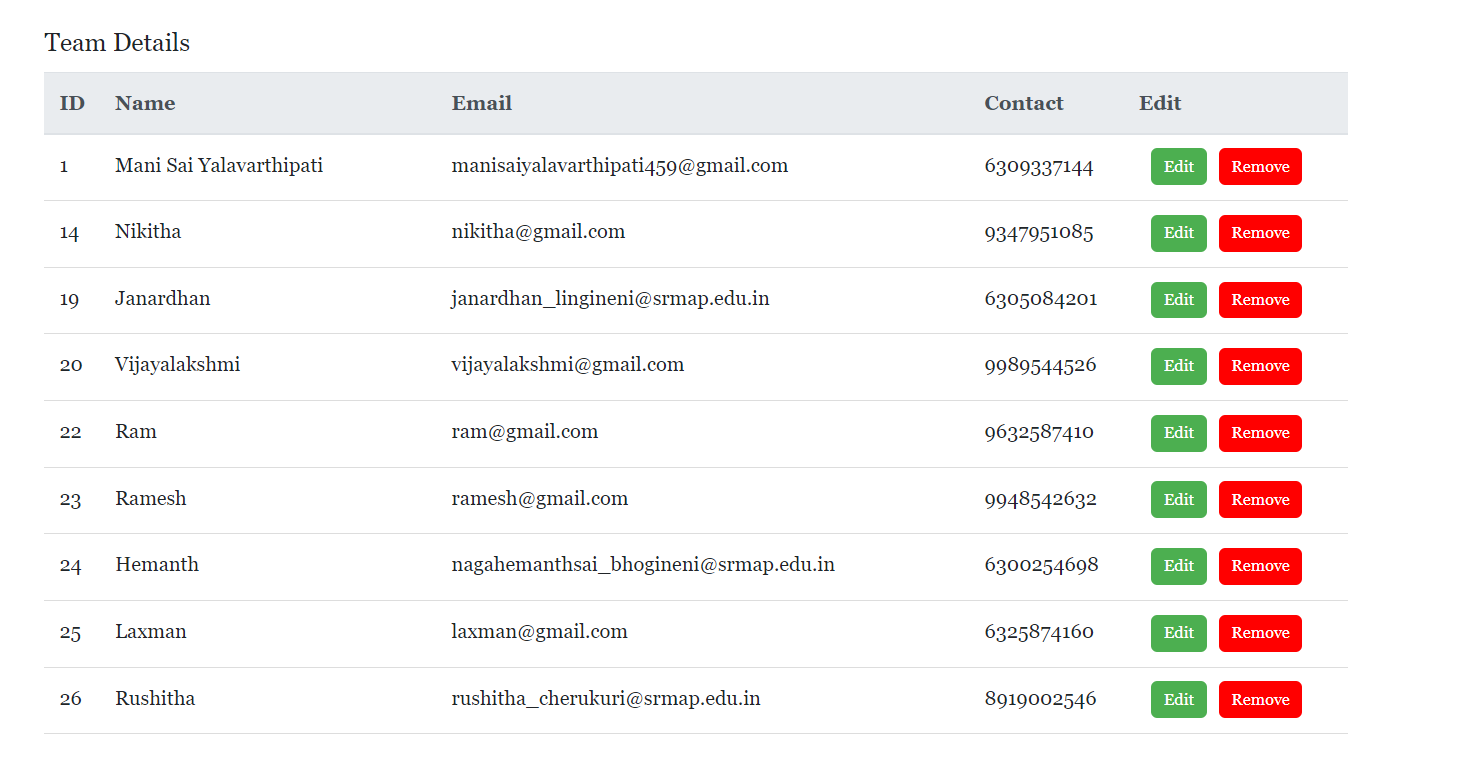 Team Details
ID Name Email Contact Edit
1 Mani Sai Yalavarthipati manisaiyalavarthipati459@gmail.com 6309337144 Edit Remove
14 Nikitha nikitha@gmail.com 9347951085 Edit Remove
19 Janardhan janardhan_lingineni@srmap.edu.in 6305084201 Edit Remove
20 Vijayalakshmi vijayalakshmi@gmail.com 9989544526 Edit Remove
22 Ram ram@gmail.com 9632587410 Edit Remove
23 Ramesh ramesh@gmail.com 9948542632 Edit Remove
24 Hemanth nagahemanthsai_bhogineni@srmap.edu.in 6300254698 Edit Remove
25 Laxman laxman@gmail.com 6325874160 Edit Remove
26 Rushitha rushitha_cherukuri@srmap.edu.in 8919002546 Edit Remove